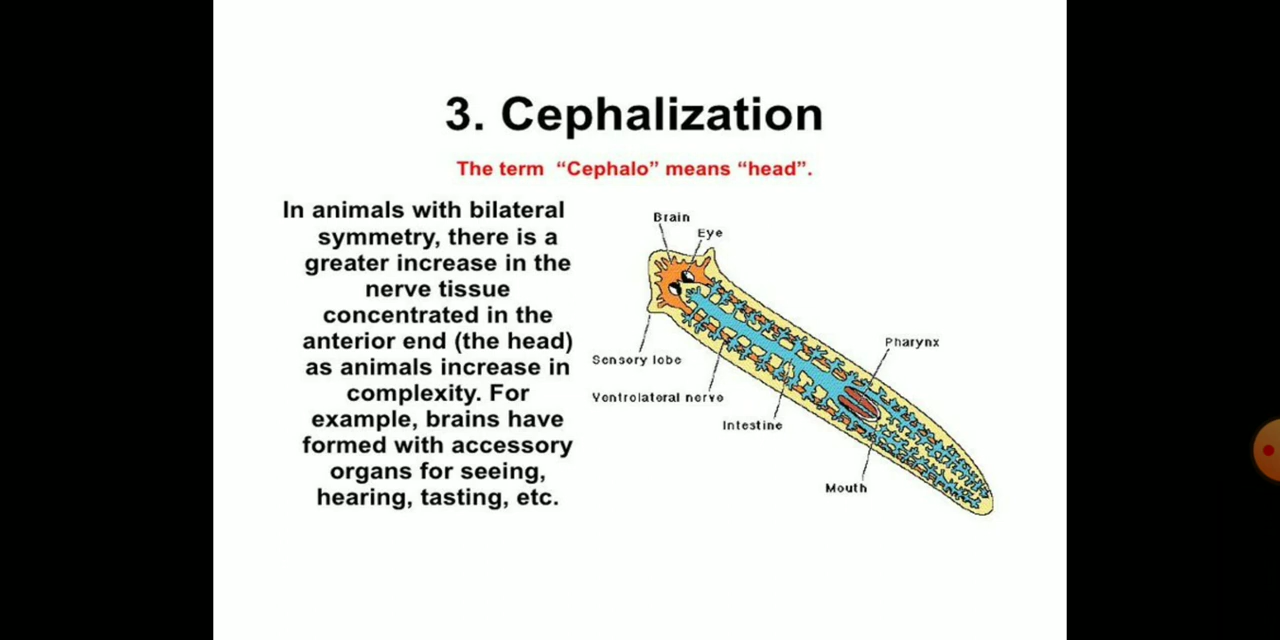 3. Cephalization
The term “Cephalo” means “head”.
In animals with bilateral
symmetry, there is a
greater increase in the
nerve tissue
concentrated in the
anterior end (the head)
as animals increase in
complexity. For
example, brains have
formed with accessory
organs for seeing,
hearing, tasting, etc.
Brain
Eye
Pharynx
Sensory lobe
Ventrolateral nerve
Intestine
Mouth